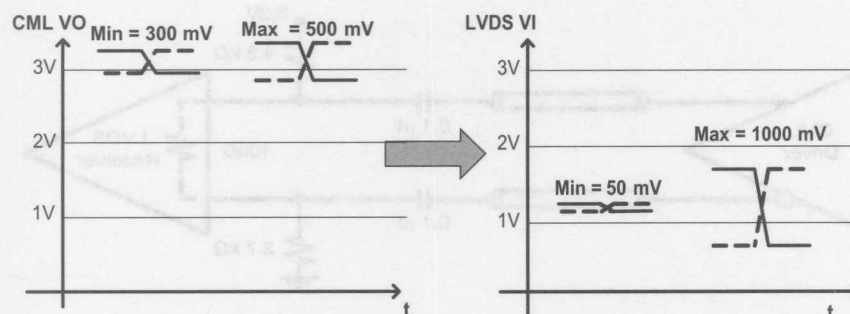 CML VO
Min = 300 mV
Max = 500 mV
3V
2V
1V
t
LVDS VI
Max = 1000 mV
Min = 50 mV
3V
2V
1V
t